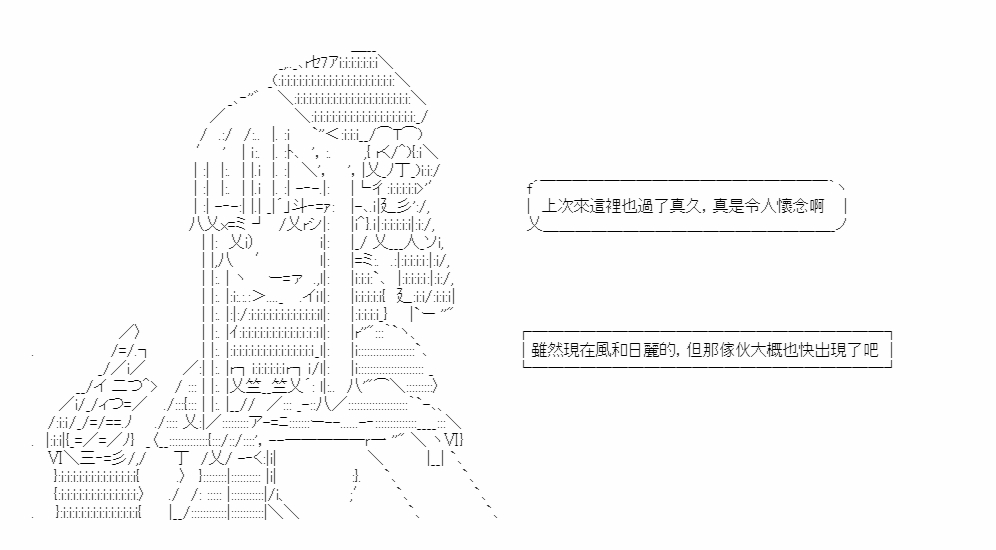 上次來這裡也過了真久，真是令人懷念啊
雖然現在風和日麗的，但那傢伙大概也快出現了吧